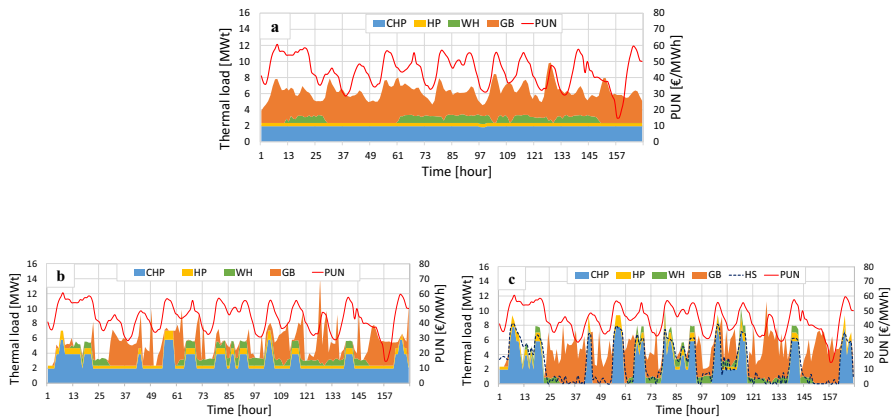 CHP HP WH GB PUN
a
Thermal load [MWt]
16 14 12 10 8 6 4 2 0
80 70 60 50 40 30 20 10 0
PUN [€/MWh]
1 13 25 37 49 61 73 85 97 109 121 133 145 157
Time [hour]
b
CHP HP WH GB PUN
Thermal load [MWt]
16 14 12 10 8 6 4 2 0
80 70 60 50 40 30 20 10 0
PUN [€/MWh]
1 13 25 37 49 61 73 85 97 109 121 133 145 157
Time [hour]
c
CHP HP WH GB HS PUN
Thermal load [MWt]
16 14 12 10 8 6 4 2 0
80 70 60 50 40 30 20 10 0
PUN [€/MWh]
1 13 25 37 49 61 73 85 97 109 121 133 145 157
Time [hour]